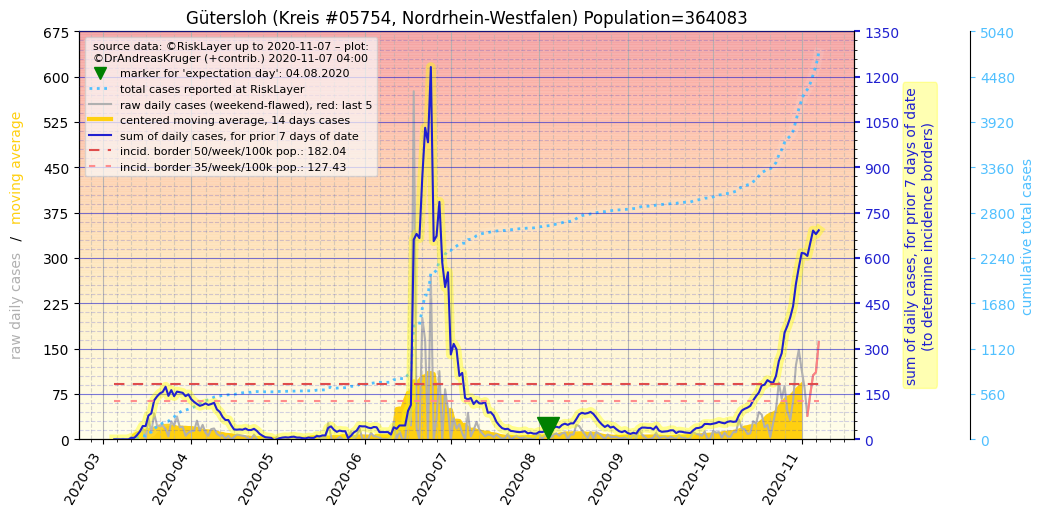 Gütersloh (Kreis #05754, Nordrhein-Westfalen) Population=364083
source data: ©RiskLayer up to 2020-11-07 – plot:
©DrAndreasKruger (+contrib.) 2020-11-07 04:00
marker for 'expectation day': 04.08.2020
total cases reported at RiskLayer
raw daily cases (weekend-flawed), red: last 5
centered moving average, 14 days cases
sum of daily cases, for prior 7 days of date
incid. border 50/week/100k pop.: 182.04
incid. border 35/week/100k pop.: 127.43
raw daily cases / moving average
675
600
525
450
375
300
225
150
75
0
2020-03
2020-04
2020-05
2020-06
2020-07
2020-08
2020-09
2020-10
2020-11
1350
1200
1050
900
750
600
450
300
150
0
sum of daily cases, for prior 7 days of date
(to determine incidence borders)
5040
4480
3920
3360
2800
2240
1680
1120
560
0
cumulative total cases